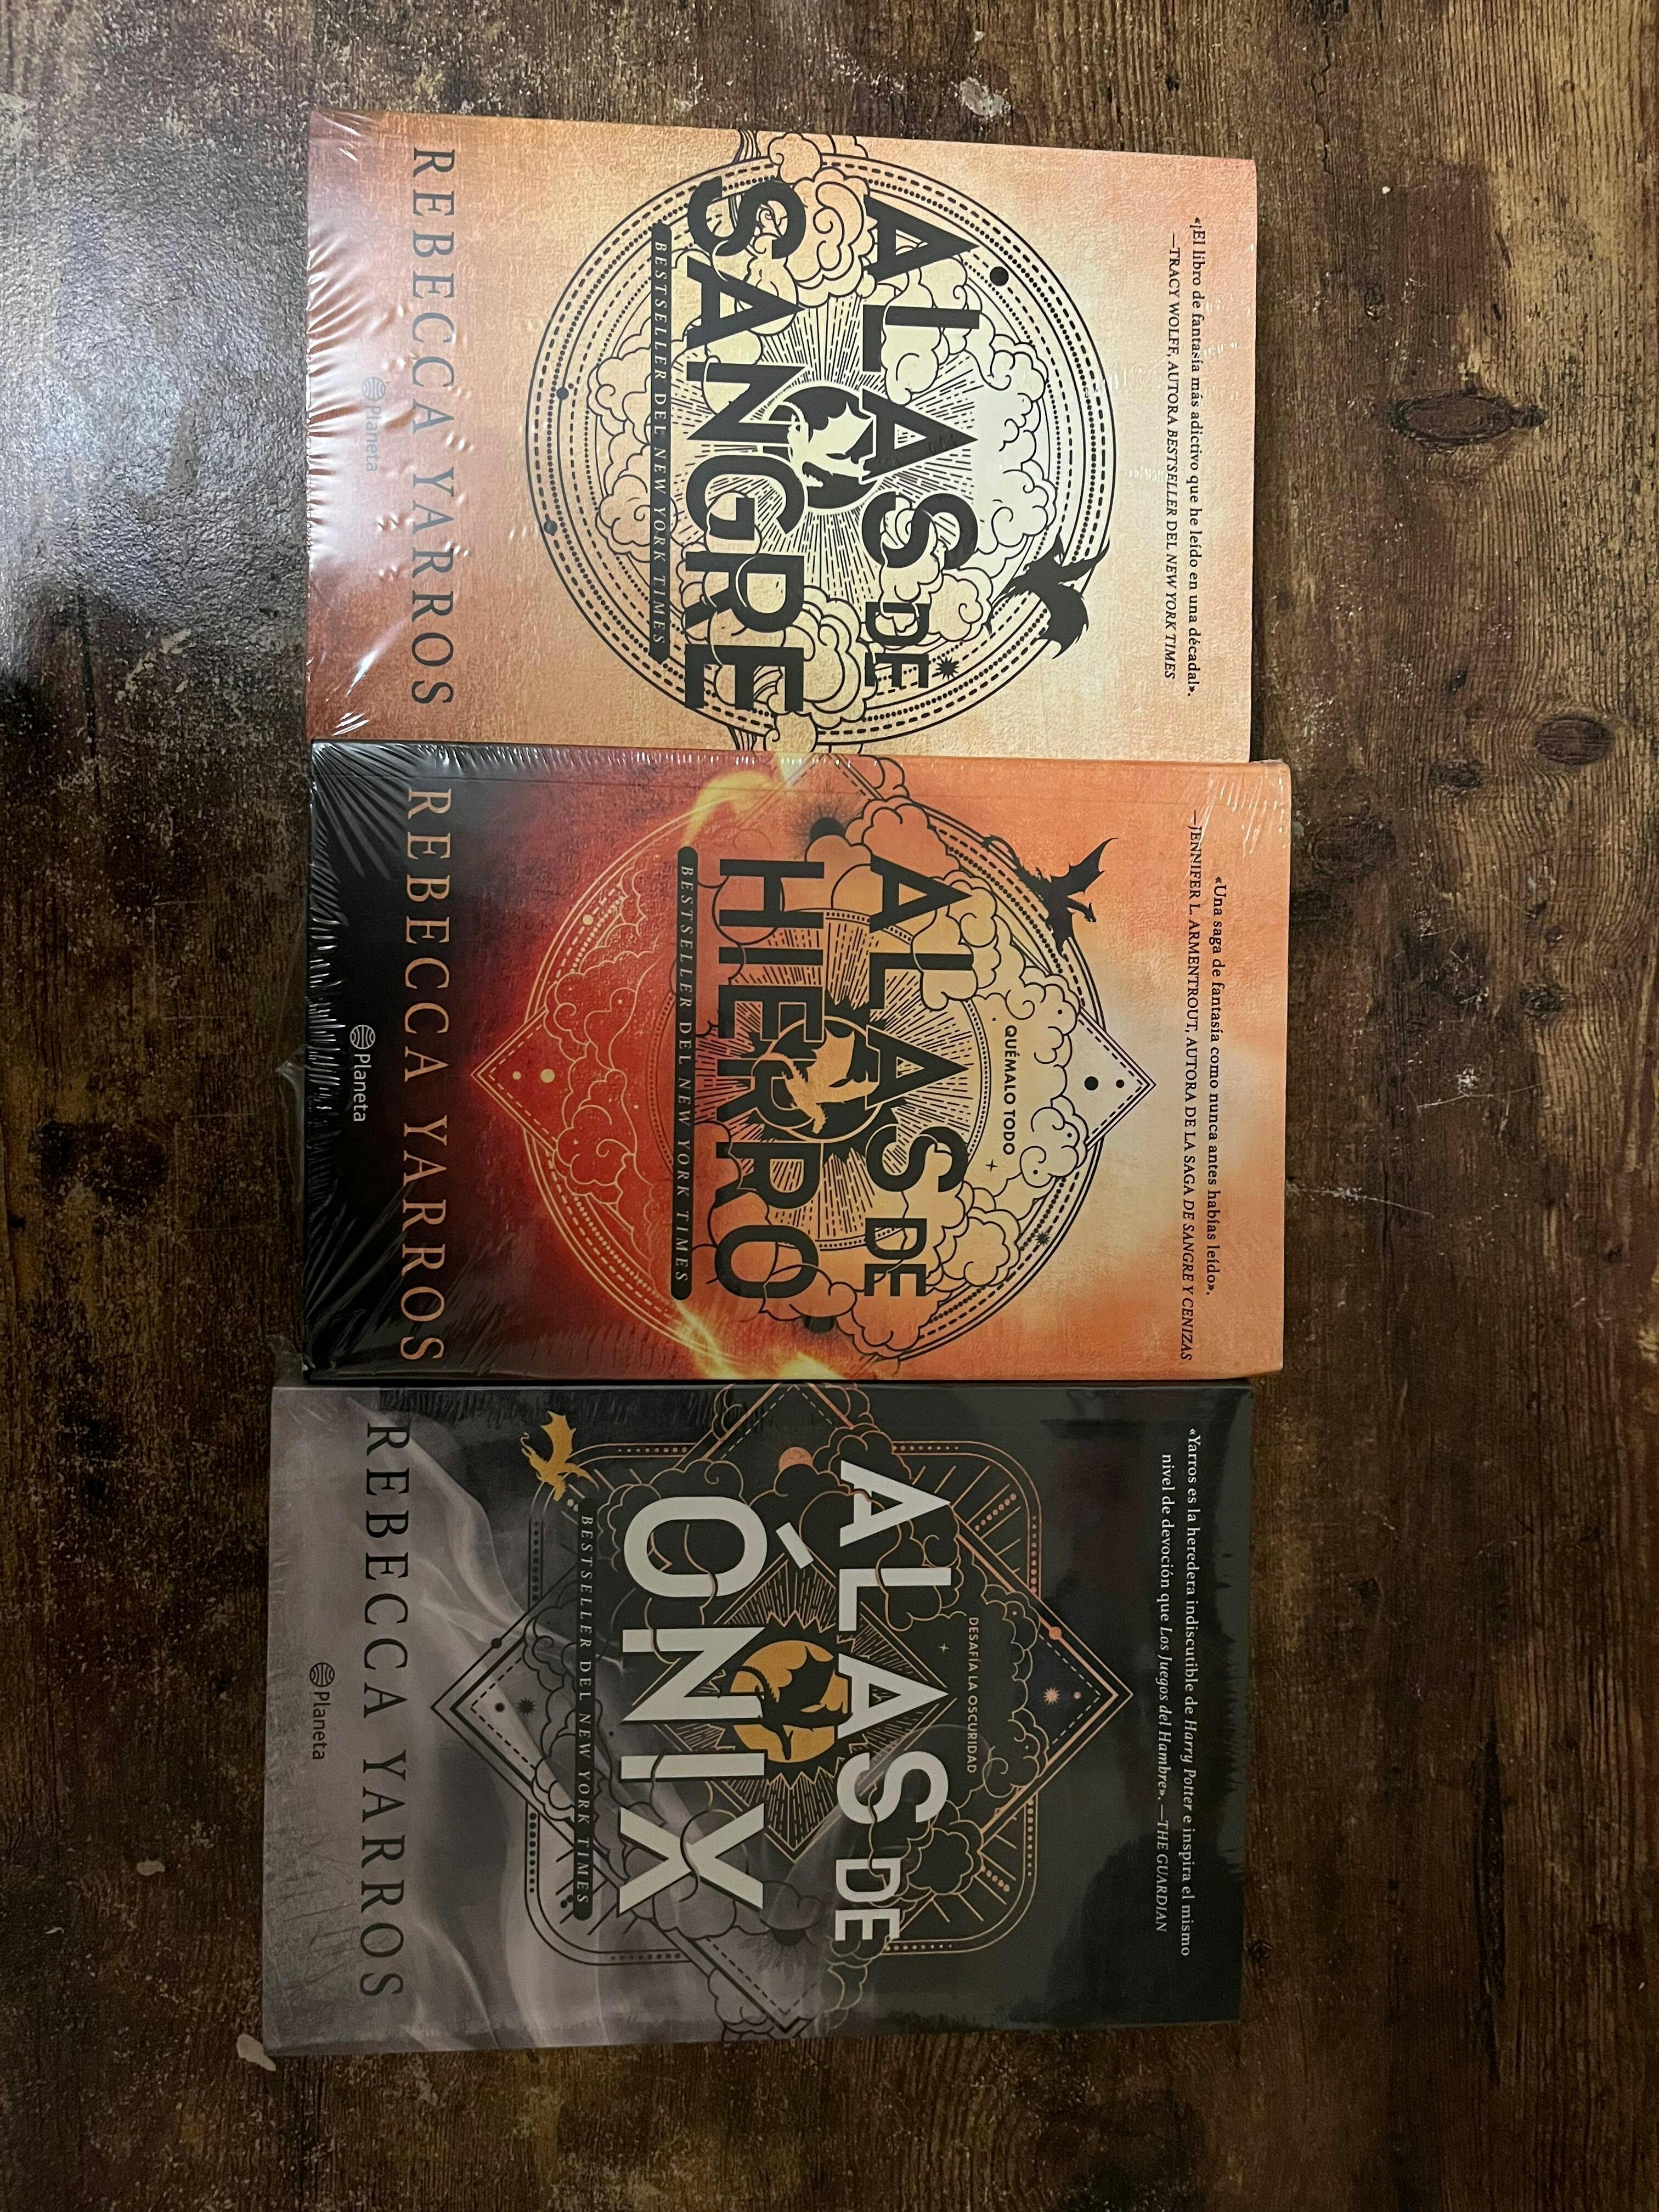 «¡El libro de fantasía más adictivo que he leído en una década!».
—TRACY WOLFF, AUTORA BESTSELLER DEL NEW YORK TIMES
ALAS DE
SANGRE
BESTSELLER DEL NEW YORK TIMES
REBECCA YARROS
Planeta
«Una saga de fantasía como nunca antes habías leído».
—JENNIFER L. ARMENTROUT, AUTORA DE LA SAGA DE SANGRE Y CENIZAS
QUÉMALO TODO
ALAS DE
HIERRO
BESTSELLER DEL NEW YORK TIMES
REBECCA YARROS
Planeta
«Yarros es la heredera indiscutible de Harry Potter e inspira el mismo
nivel de devoción que Los Juegos del Hambre». —THE GUARDIAN
DESAFÍA LA OSCURIDAD
ALAS DE
ÓNIX
BESTSELLER DEL NEW YORK TIMES
REBECCA YARROS
Planeta